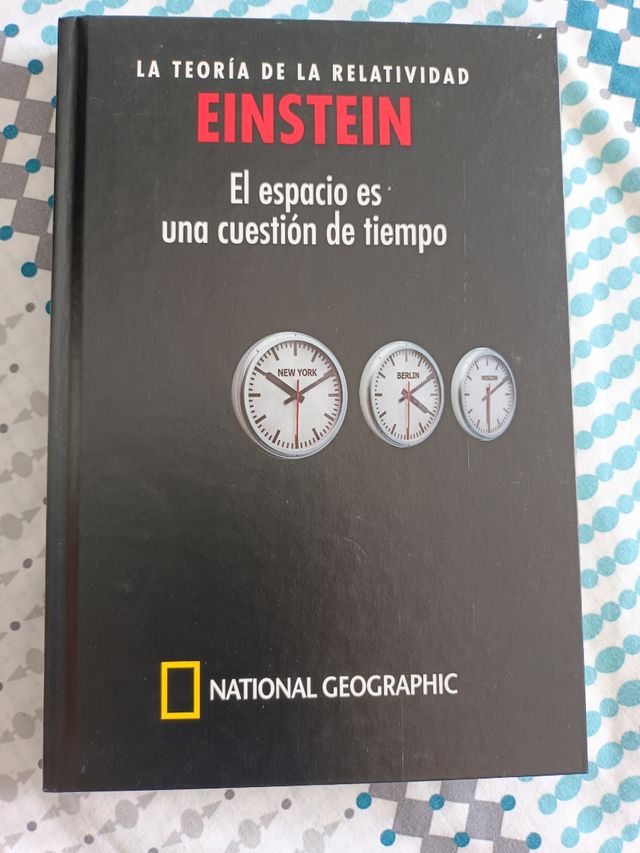 LA TEORÍA DE LA RELATIVIDAD
EINSTEIN
El espacio es
una cuestión de tiempo
NEW YORK
BERLIN
MOSCOW
NATIONAL GEOGRAPHIC